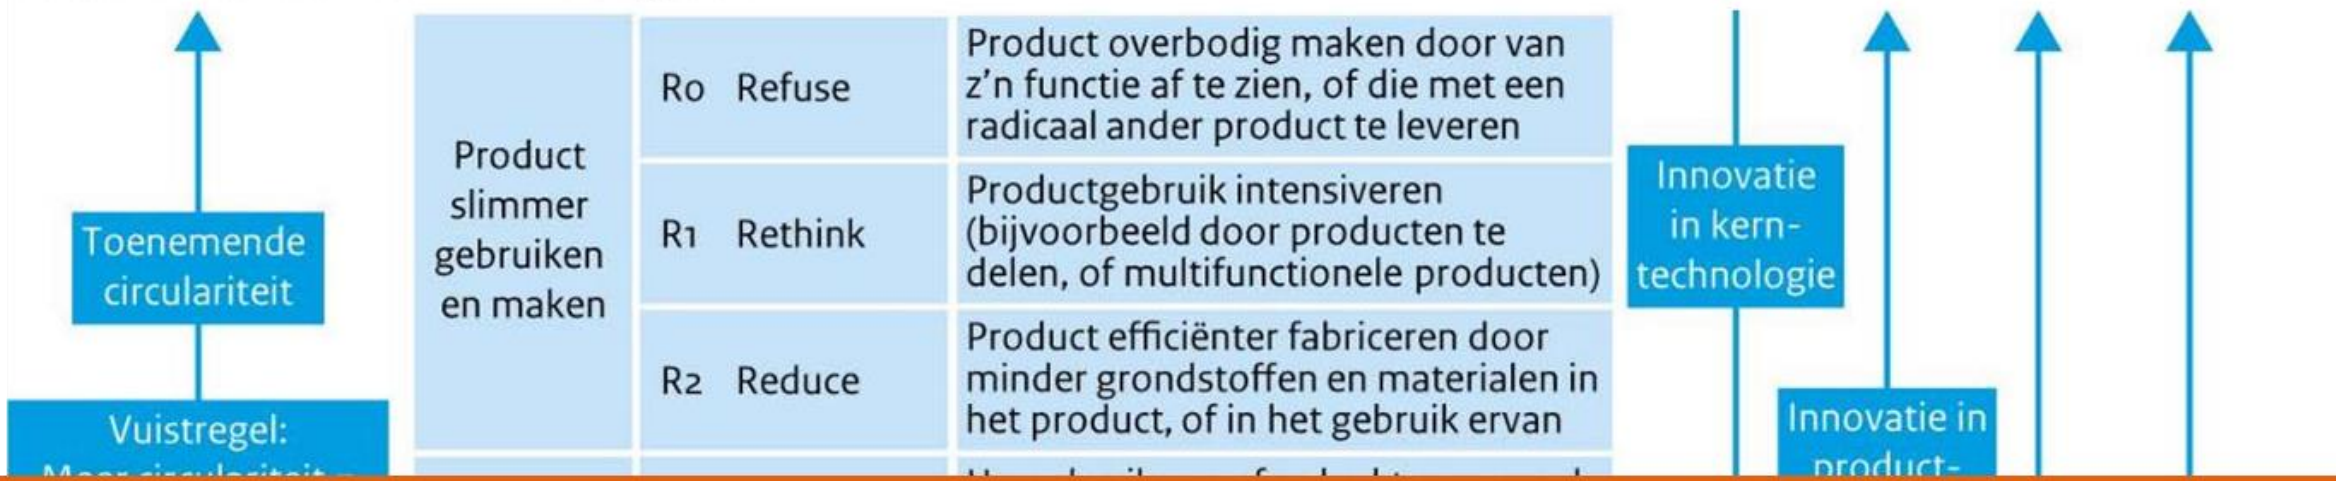 Toenemende
circulariteit
Vuistregel:
Meer circulariteit =
Product
slimmer
gebruiken
en maken
R0 Refuse
Product overbodig maken door van
z'n functie af te zien, of die met een
radicaal ander product te leveren
R1 Rethink
Productgebruik intensiveren
(bijvoorbeeld door producten te
delen, of multifunctionele producten)
R2 Reduce
Product efficiënter fabriceren door
minder grondstoffen en materialen in
het product, of in het gebruik ervan
Innovatie
in kern-
technologie
Innovatie in
product-